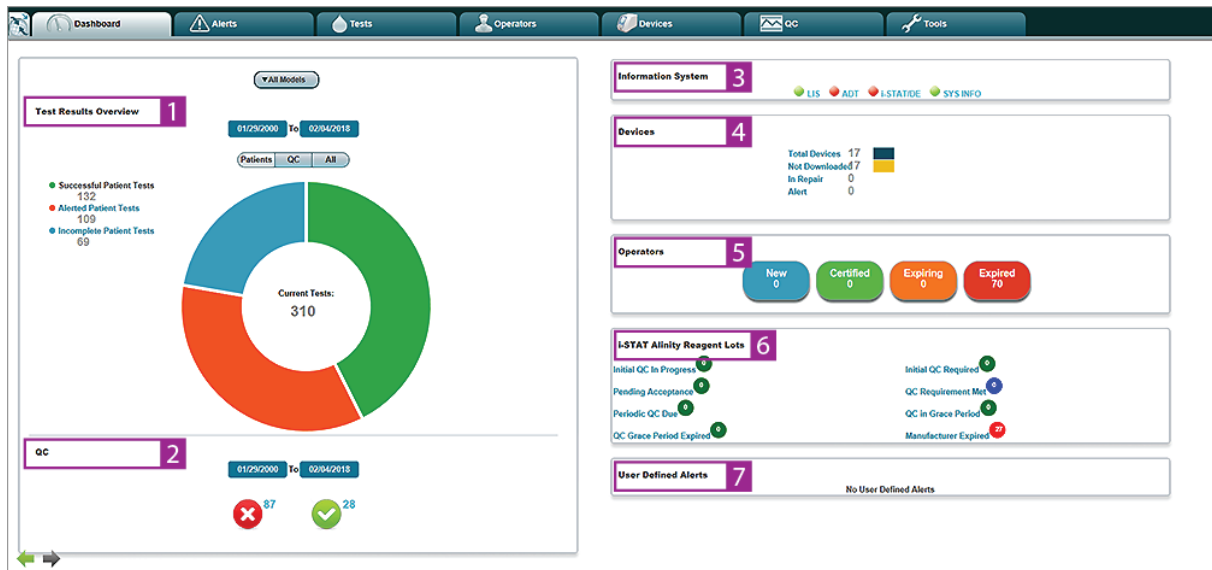 Dashboard
Alerts
Tests
Operators
Devices
QC
Tools
▼All Models
Test Results Overview 1
01/29/2000 To 02/04/2018
Patients QC All
Successful Patient Tests
132
Alerted Patient Tests
109
Incomplete Patient Tests
69
Current Tests:
310
QC 2
01/29/2000 To 02/04/2018
87 28
Information System 3
LIS ADT i-STAT/DE SYS INFO
Devices 4
Total Devices 17
Not Downloaded 17
In Repair 0
Alert 0
Operators 5
New Certified Expiring Expired
0 0 0 70
i-STAT Alinity Reagent Lots 6
Initial QC In Progress 0 Initial QC Required 0
Pending Acceptance 0 QC Requirement Met 0
Periodic QC Due 0 QC in Grace Period 0
QC Grace Period Expired 0 Manufacturer Expired 27
User Defined Alerts 7
No User Defined Alerts